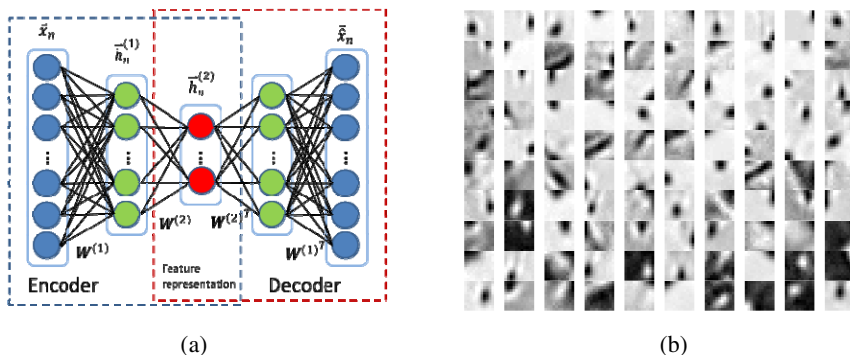 x⃗ₙ
h⃗ₙ⁽¹⁾
h⃗ₙ⁽²⁾
x̂⃗ₙ
...
...
...
...
...
W⁽¹⁾
W⁽²⁾
W⁽²⁾ᵀ
W⁽¹⁾ᵀ
Encoder
Feature
representation
Decoder
(a)
(b)